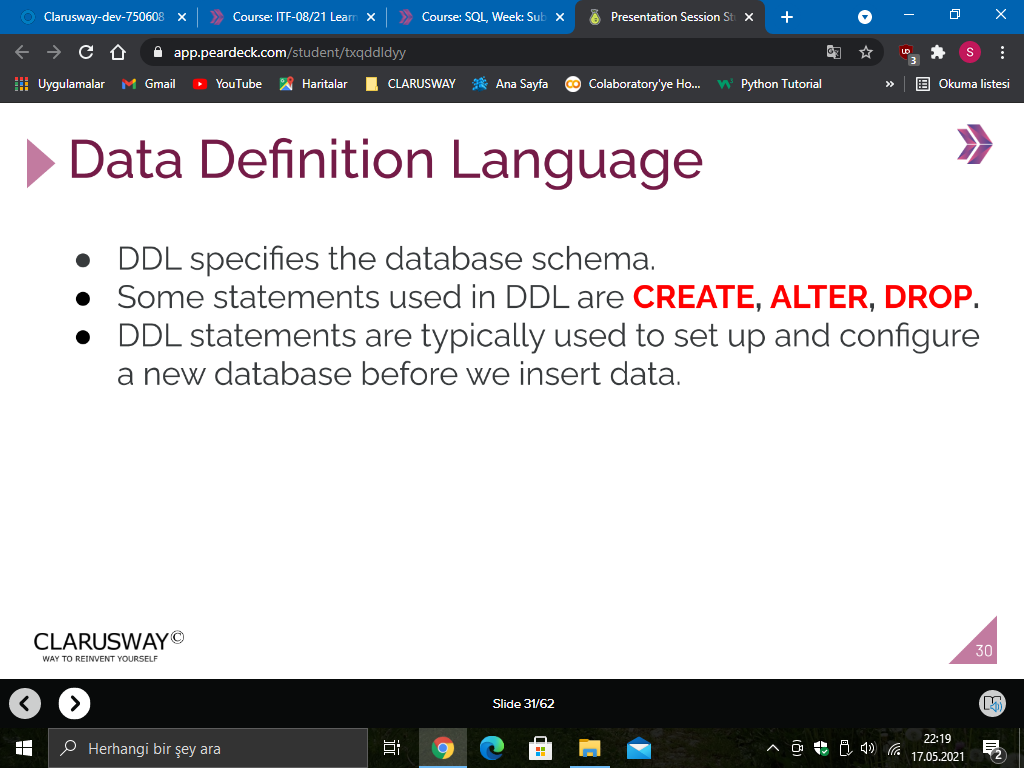 Clarusway-dev-750608
Course: ITF-08/21 Learn
Course: SQL, Week: Sub
Presentation Session St
app.peardeck.com/student/txqddldyy
3
S
Uygulamalar
Gmail
YouTube
Haritalar
CLARUSWAY
Ana Sayfa
Colaboratory'ye Ho...
Python Tutorial
»
Okuma listesi
Data Definition Language
● DDL specifies the database schema.
● Some statements used in DDL are CREATE, ALTER, DROP.
● DDL statements are typically used to set up and configure
a new database before we insert data.
CLARUSWAY©
WAY TO REINVENT YOURSELF
30
Slide 31/62
Herhangi bir şey ara
22:19
17.05.2021
2